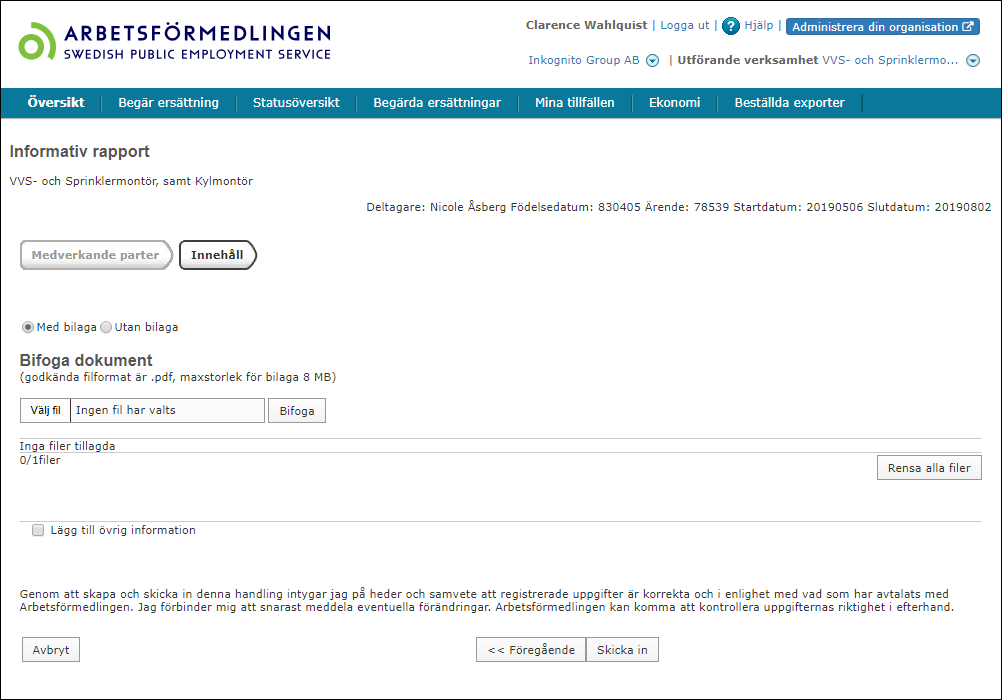 ARBETSFÖRMEDLINGEN
SWEDISH PUBLIC EMPLOYMENT SERVICE
Clarence Wahlquist | Logga ut | ? Hjälp | Administrera din organisation
Inkognito Group AB | Utförande verksamhet VVS- och Sprinklermo...
Översikt Begär ersättning Statusöversikt Begärda ersättningar Mina tillfällen Ekonomi Beställda exporter
Informativ rapport
VVS- och Sprinklermontör, samt Kylmontör
Deltagare: Nicole Åsberg Födelsedatum: 830405 Ärende: 78539 Startdatum: 20190506 Slutdatum: 20190802
Medverkande parter Innehåll
Med bilaga Utan bilaga
Bifoga dokument
(godkända filformat är .pdf, maxstorlek för bilaga 8 MB)
Välj fil Ingen fil har valts Bifoga
Inga filer tillagda
0/1filer
Rensa alla filer
Lägg till övrig information
Genom att skapa och skicka in denna handling intygar jag på heder och samvete att registrerade uppgifter är korrekta och i enlighet med vad som har avtalats med
Arbetsförmedlingen. Jag förbinder mig att snarast meddela eventuella förändringar. Arbetsförmedlingen kan komma att kontrollera uppgifternas riktighet i efterhand.
Avbryt << Föregående Skicka in